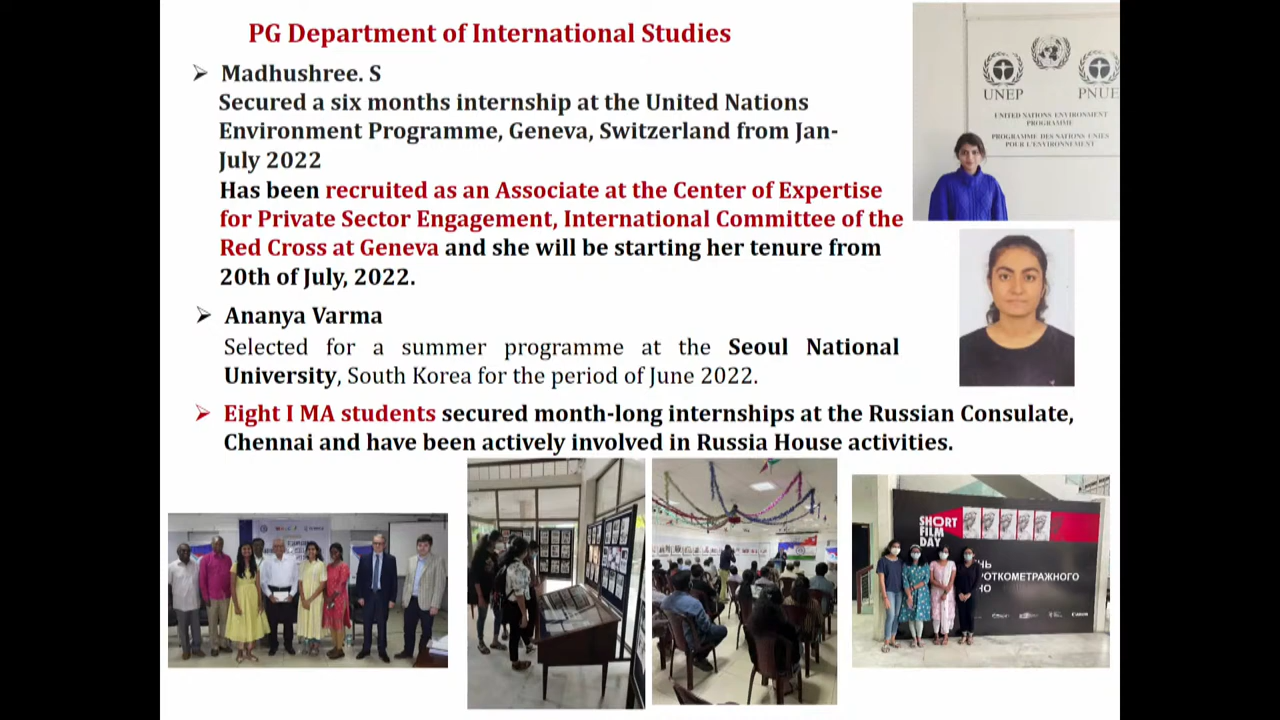 PG Department of International Studies
Madhushree. S
Secured a six months internship at the United Nations
Environment Programme, Geneva, Switzerland from Jan-
July 2022
Has been recruited as an Associate at the Center of Expertise
for Private Sector Engagement, International Committee of the
Red Cross at Geneva and she will be starting her tenure from
20th of July, 2022.
Ananya Varma
Selected for a summer programme at the Seoul National
University, South Korea for the period of June 2022.
Eight I MA students secured month-long internships at the Russian Consulate,
Chennai and have been actively involved in Russia House activities.
UNEP
PNUE
UNITED NATIONS ENVIRONMENT
PROGRAMME
PROGRAMME DES NATIONS UNIES
POUR L'ENVIRONNEMENT
SHORT
FILM
DAY